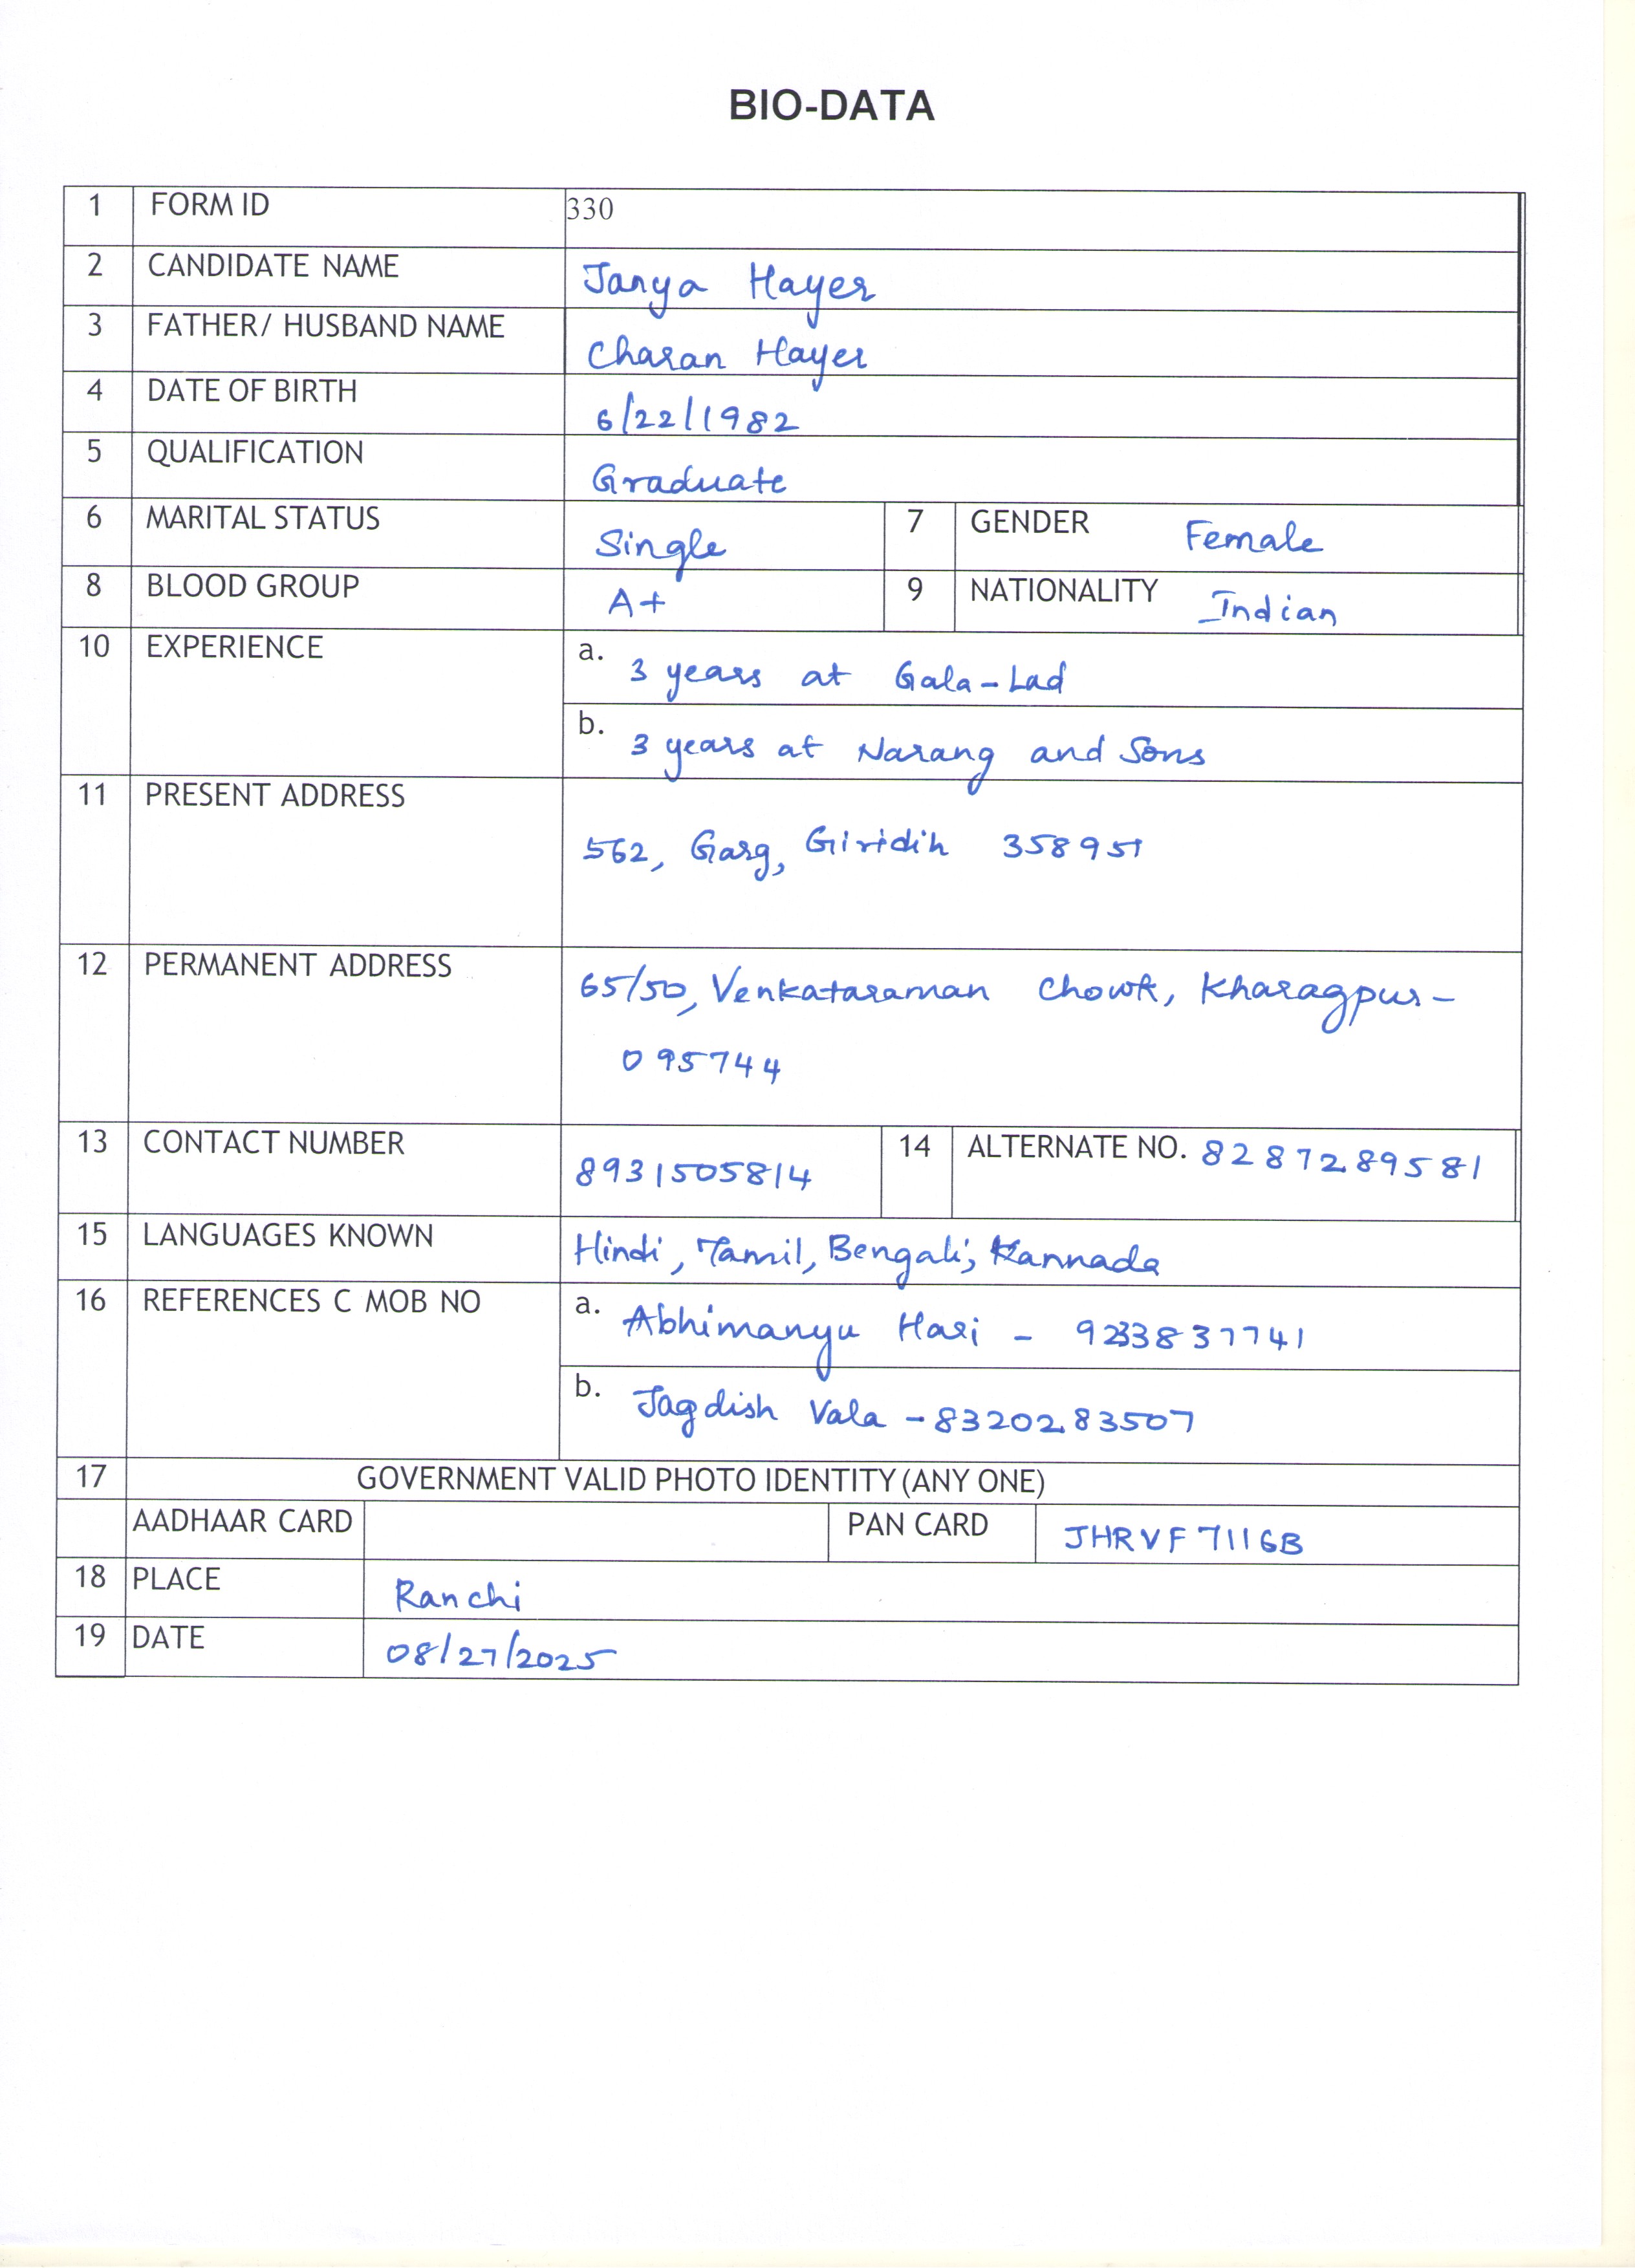 BIO-DATA
1 FORM ID 330
2 CANDIDATE NAME Janya Hayer
3 FATHER/ HUSBAND NAME Charan Hayer
4 DATE OF BIRTH 6/22/1982
5 QUALIFICATION Graduate
6 MARITAL STATUS Single 7 GENDER Female
8 BLOOD GROUP A+ 9 NATIONALITY Indian
10 EXPERIENCE a. 3 years at Gala-Lad
b. 3 years at Narang and Sons
11 PRESENT ADDRESS
562, Garg, Giridih 358951
12 PERMANENT ADDRESS 65/50, Venkataraman Chowk, Kharagpur-
095744
13 CONTACT NUMBER 8931505814 14 ALTERNATE NO. 8287289581
15 LANGUAGES KNOWN Hindi, Tamil, Bengali, Kannada
16 REFERENCES C MOB NO a. Abhimanyu Hari - 9233837741
b. Jagdish Vala - 8320283507
17 GOVERNMENT VALID PHOTO IDENTITY (ANY ONE)
AADHAAR CARD PAN CARD JHRVF7116B
18 PLACE Ranchi
19 DATE 08/27/2025